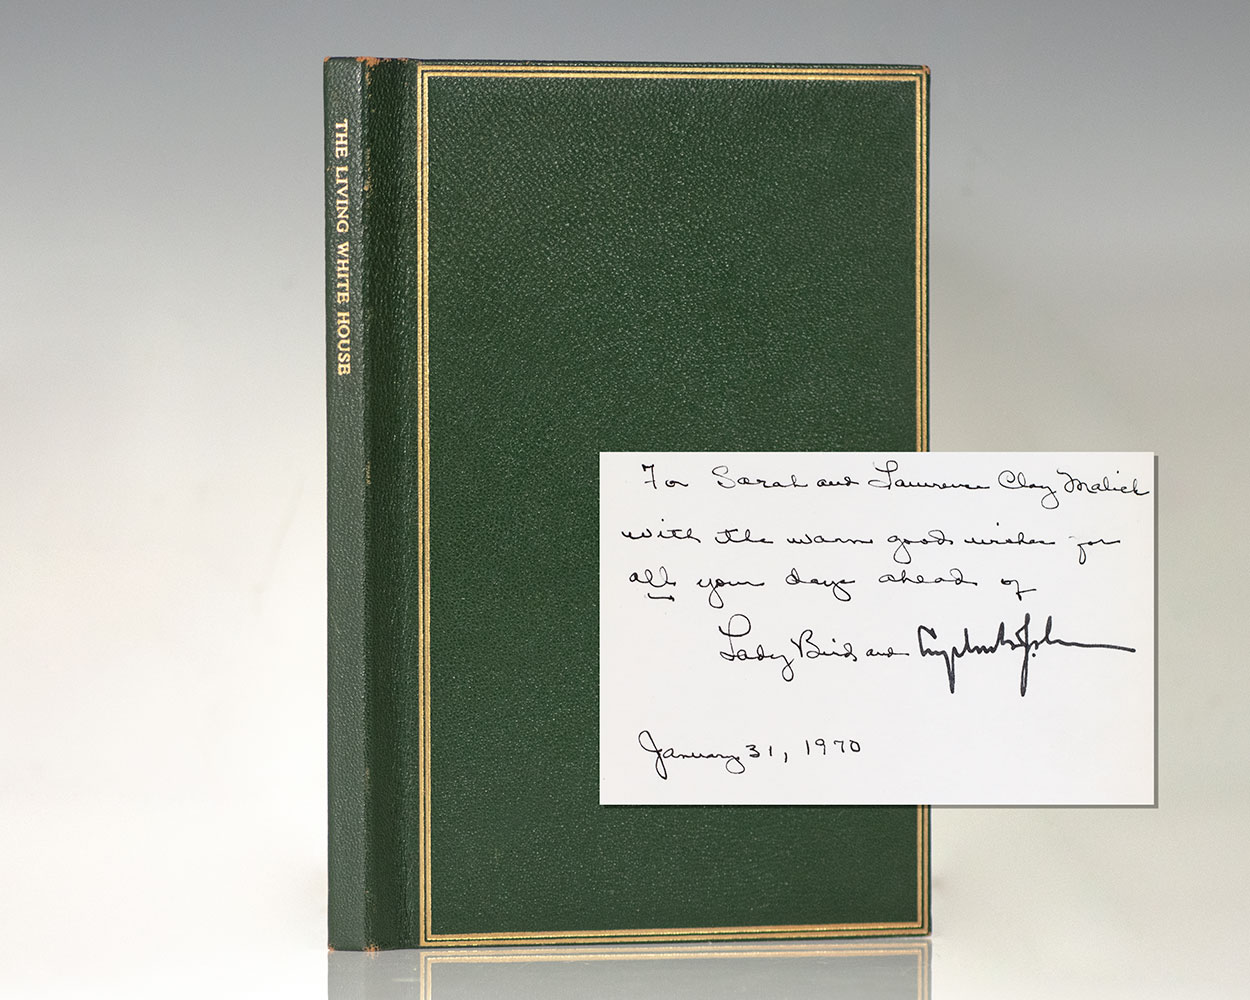 THE LIVING WHITE HOUSE
For Sarah and Lawrence Clay Malick
with the warm good wishes for
all your days ahead of
Lady Bird and Lyndon B. Johnson
January 31, 1970